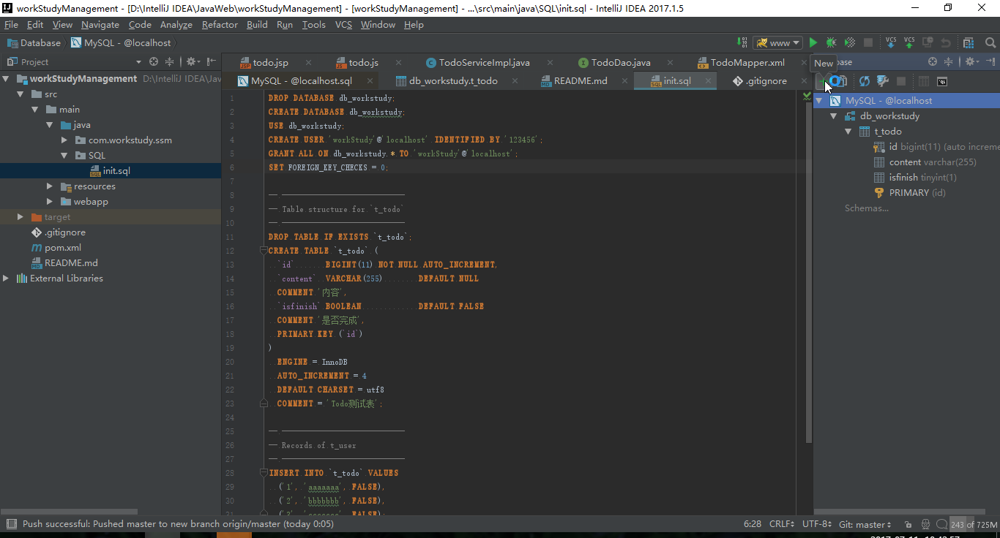 workStudyManagement - [D:\IntelliJ IDEA\JavaWeb\workStudyManagement] - [workStudyManagement] - ...\src\main\java\SQL\init.sql - IntelliJ IDEA 2017.1.5
File Edit View Navigate Code Analyze Refactor Build Run Tools VCS Window Help
Database MySQL - @localhost www VCS VCS
Project
workStudyManagement D:\IntelliJ IDEA\Jav
src
main
java
com.workstudy.ssm
SQL
init.sql
resources
webapp
target
.gitignore
pom.xml
README.md
External Libraries
todo.jsp todo.js TodoServiceImpl.java TodoDao.java TodoMapper.xml
MySQL - @localhost.sql db_workstudy.t_todo README.md init.sql .gitignore
1 DROP DATABASE db_workstudy;
2 CREATE DATABASE db_workstudy;
3 USE db_workstudy;
4 CREATE USER 'workStudy'@'localhost' IDENTIFIED BY '123456';
5 GRANT ALL ON db_workstudy.* TO 'workStudy'@'localhost';
6 SET FOREIGN_KEY_CHECKS = 0;
7
8 -- ----------------------------
9 -- Table structure for `t_todo`
10 -- ----------------------------
11 DROP TABLE IF EXISTS `t_todo`;
12 CREATE TABLE `t_todo` (
13 `id` BIGINT(11) NOT NULL AUTO_INCREMENT,
14 `content` VARCHAR(255) DEFAULT NULL
15 COMMENT '内容',
16 `isfinish` BOOLEAN DEFAULT FALSE
17 COMMENT '是否完成',
18 PRIMARY KEY (`id`)
19 )
20 ENGINE = InnoDB
21 AUTO_INCREMENT = 4
22 DEFAULT CHARSET = utf8
23 COMMENT = 'Todo测试表';
24
25 -- ----------------------------
26 -- Records of t_user
27 -- ----------------------------
28 INSERT INTO `t_todo` VALUES
29 ('1', 'aaaaaaa', FALSE),
30 ('2', 'bbbbbbb', FALSE),
New
base
MySQL - @localhost
db_workstudy
t_todo
id bigint(11) (auto increme
content varchar(255)
isfinish tinyint(1)
PRIMARY (id)
Schemas...
Push successful: Pushed master to new branch origin/master (today 0:05) 6:28 CRLF UTF-8 Git: master 243 of 725M